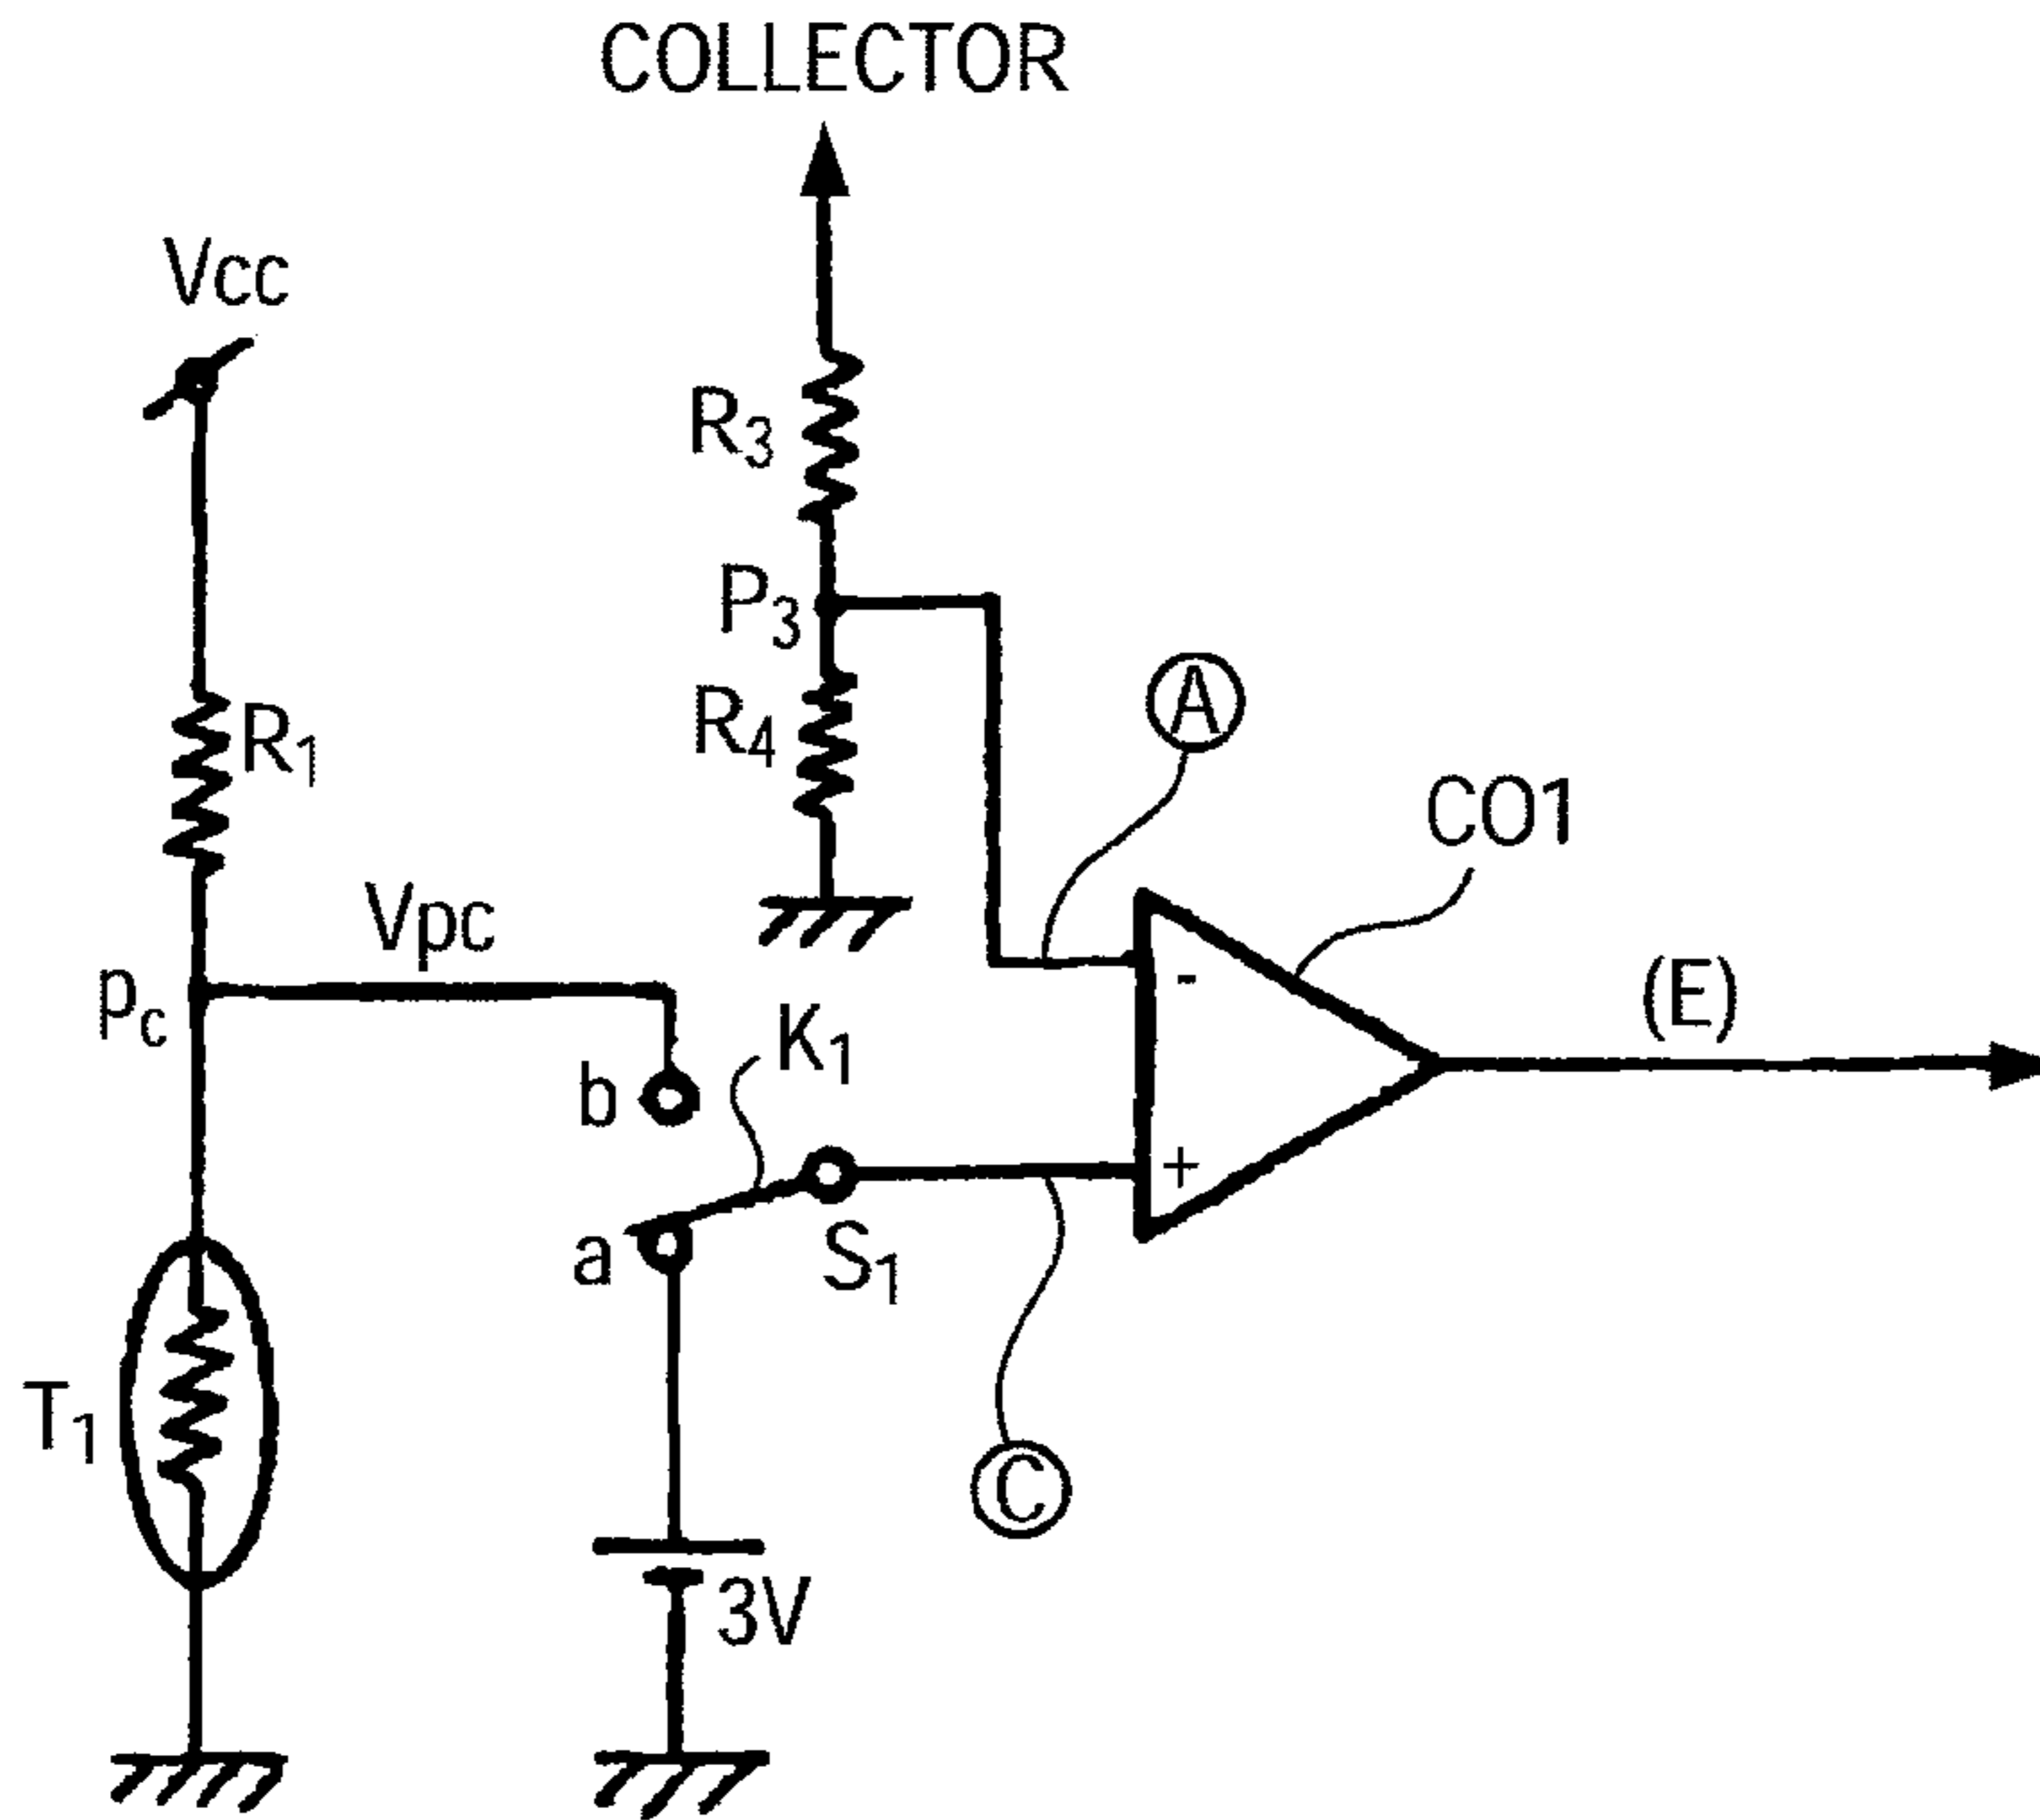 COLLECTOR
Vcc
R3
P3
R4
A
R1
CO1
Vpc
Pc
-
(E)
K1
b
+
a
S1
T1
C
3V